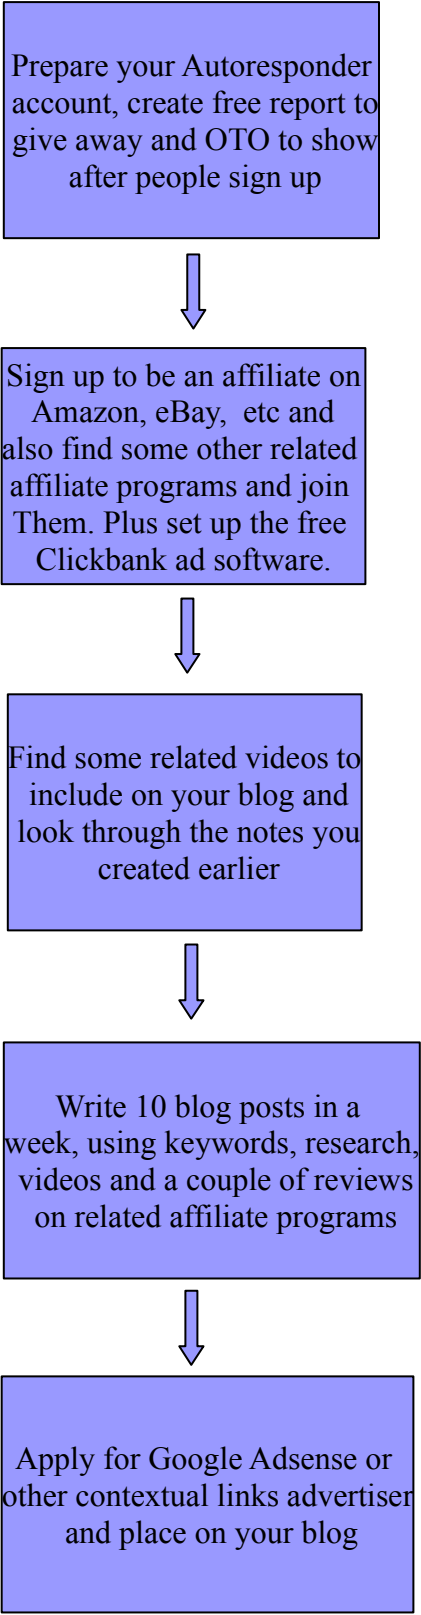 Prepare your Autoresponder
account, create free report to
give away and OTO to show
after people sign up
Sign up to be an affiliate on
Amazon, eBay, etc and
also find some other related
affiliate programs and join
Them. Plus set up the free
Clickbank ad software.
Find some related videos to
include on your blog and
look through the notes you
created earlier
Write 10 blog posts in a
week, using keywords, research,
videos and a couple of reviews
on related affiliate programs
Apply for Google Adsense or
other contextual links advertiser
and place on your blog